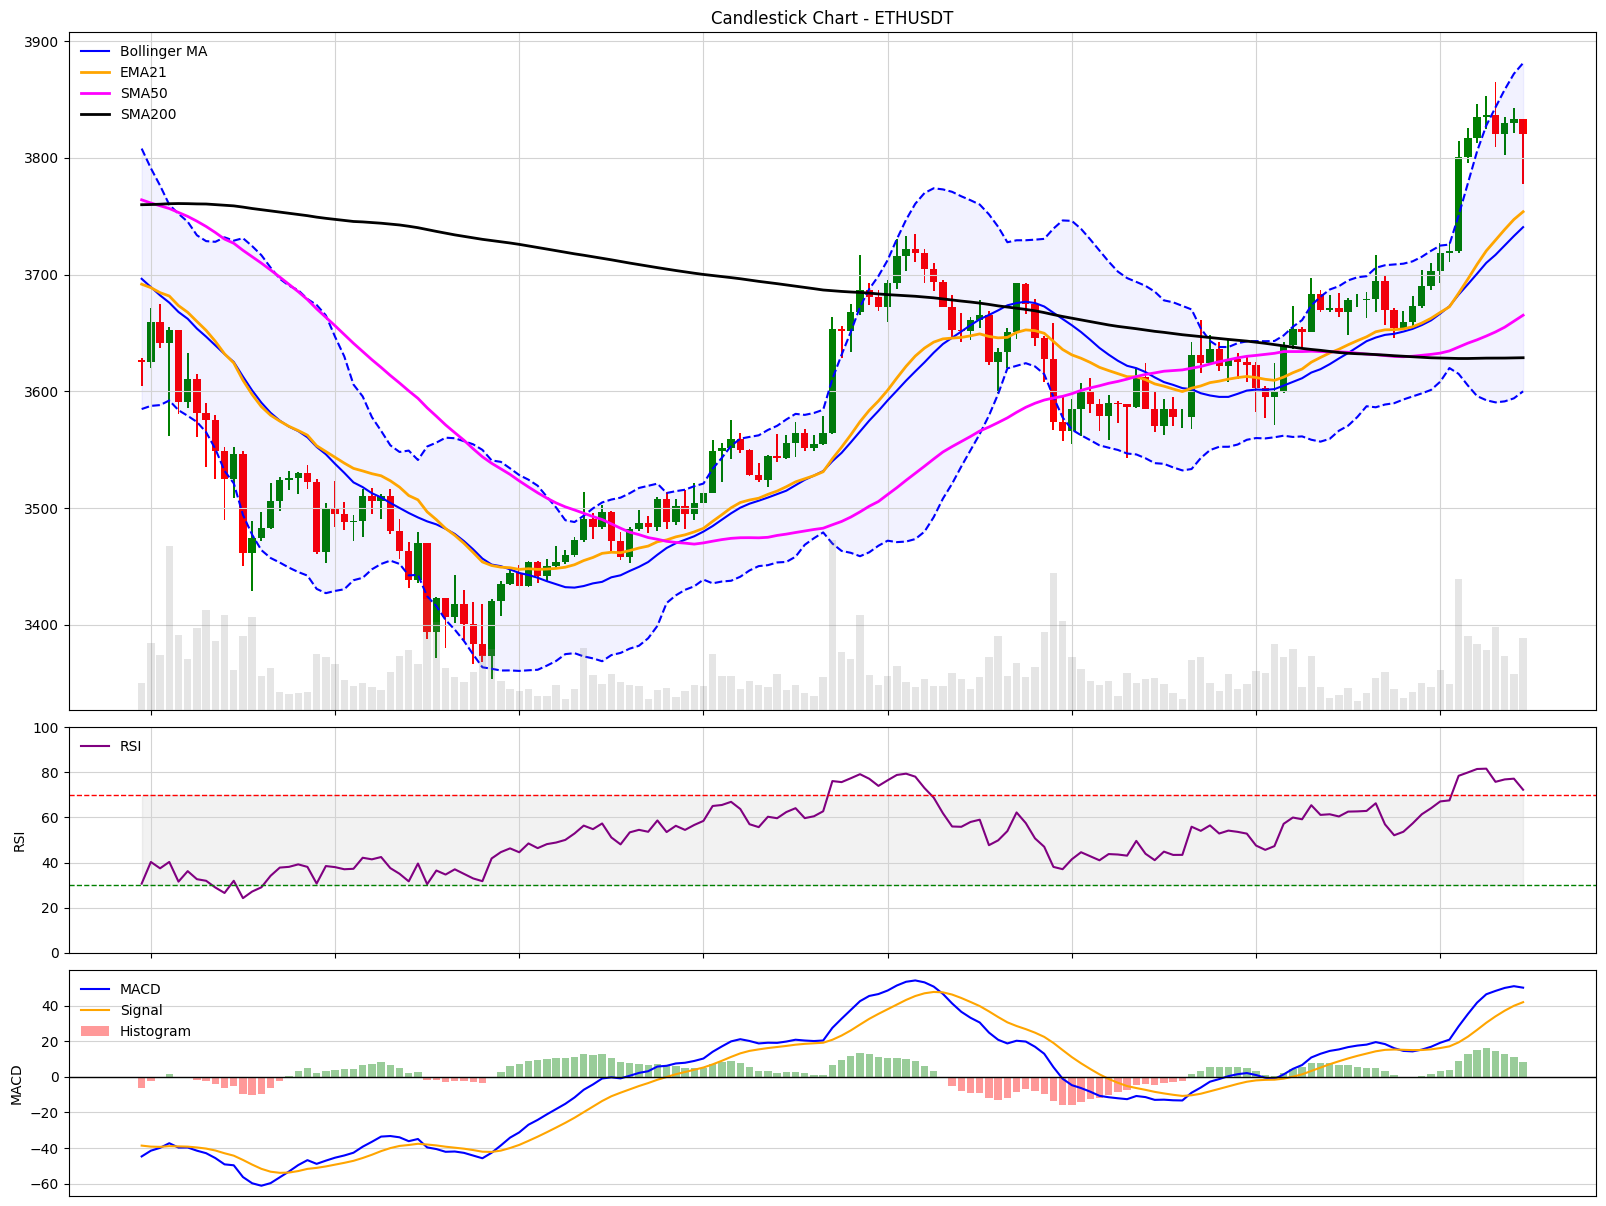 Candlestick Chart - ETHUSDT
3900
3800
3700
3600
3500
3400
Bollinger MA
EMA21
SMA50
SMA200
RSI
100
80
60
40
20
0
RSI
MACD
40
20
0
−20
−40
−60
MACD
Signal
Histogram